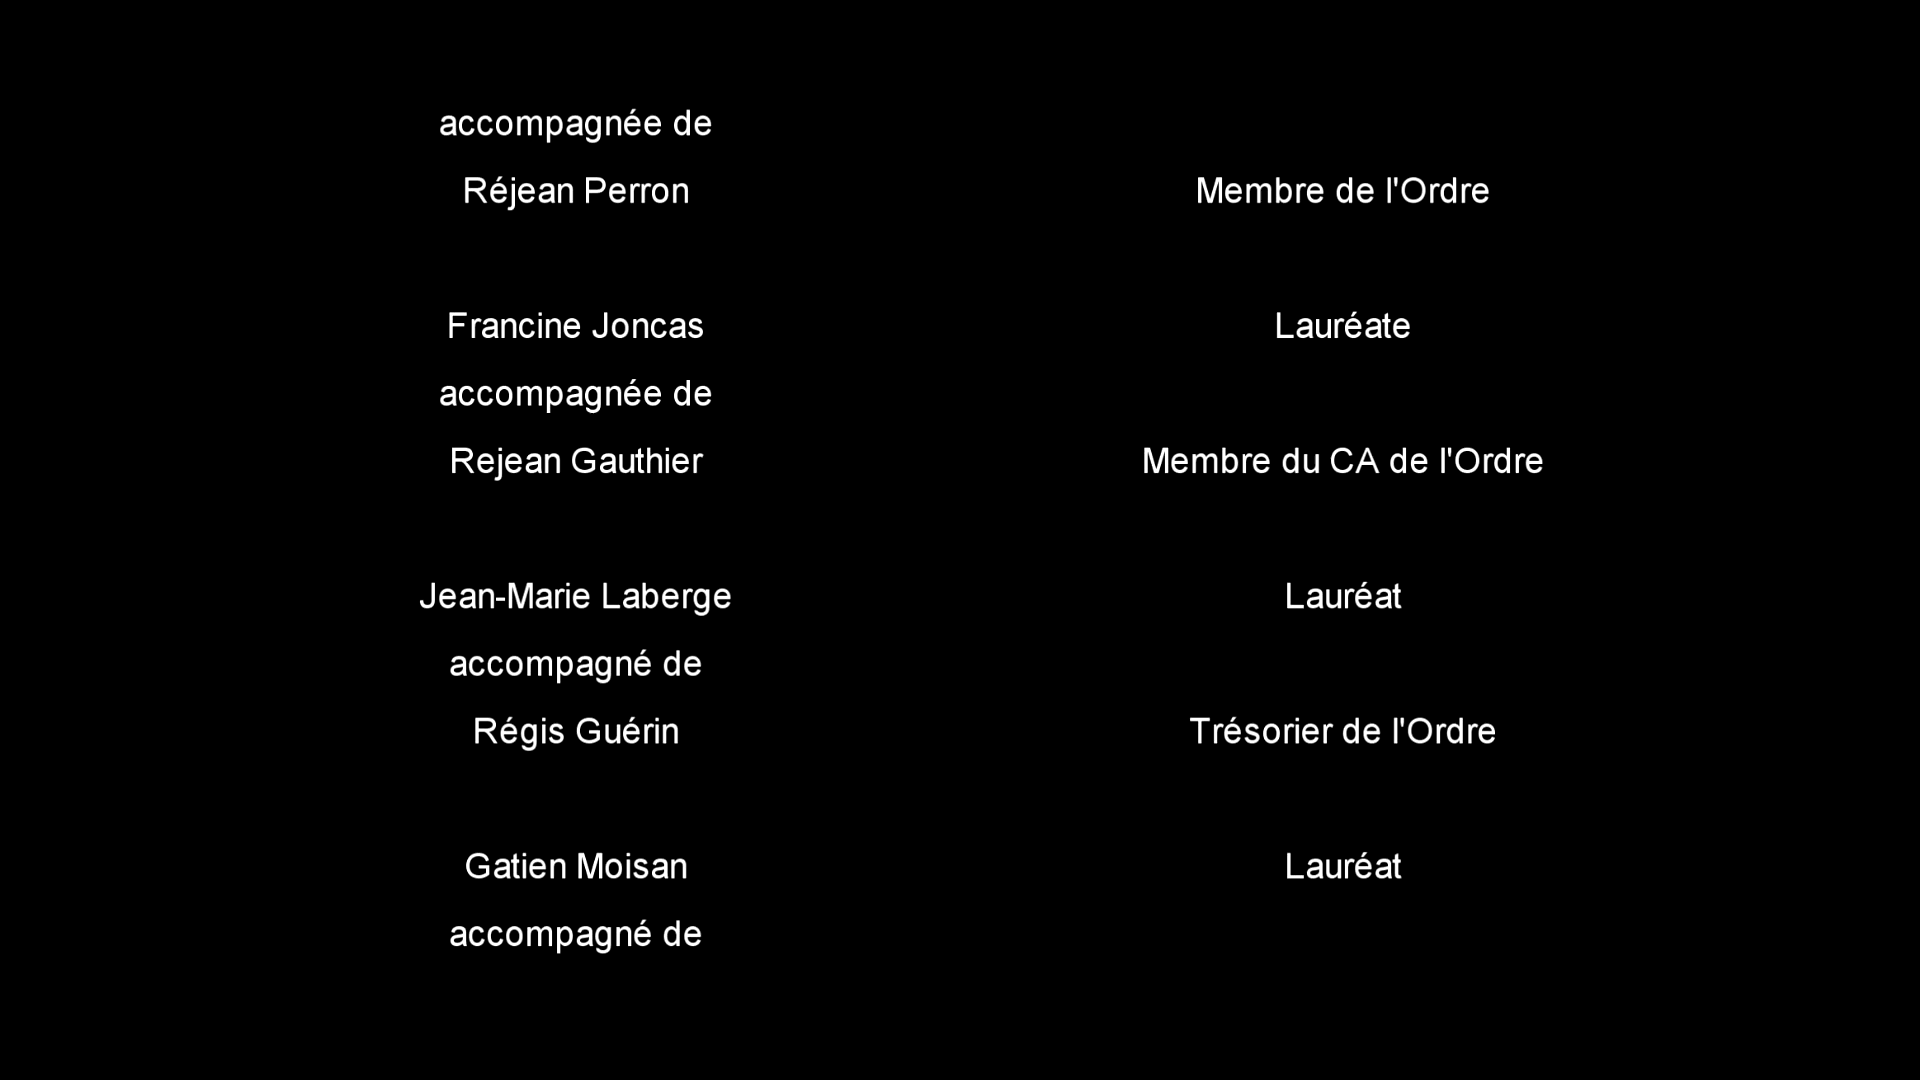 accompagnée de
Réjean Perron Membre de l'Ordre
Francine Joncas Lauréate
accompagnée de
Rejean Gauthier Membre du CA de l'Ordre
Jean-Marie Laberge Lauréat
accompagné de
Régis Guérin Trésorier de l'Ordre
Gatien Moisan Lauréat
accompagné de